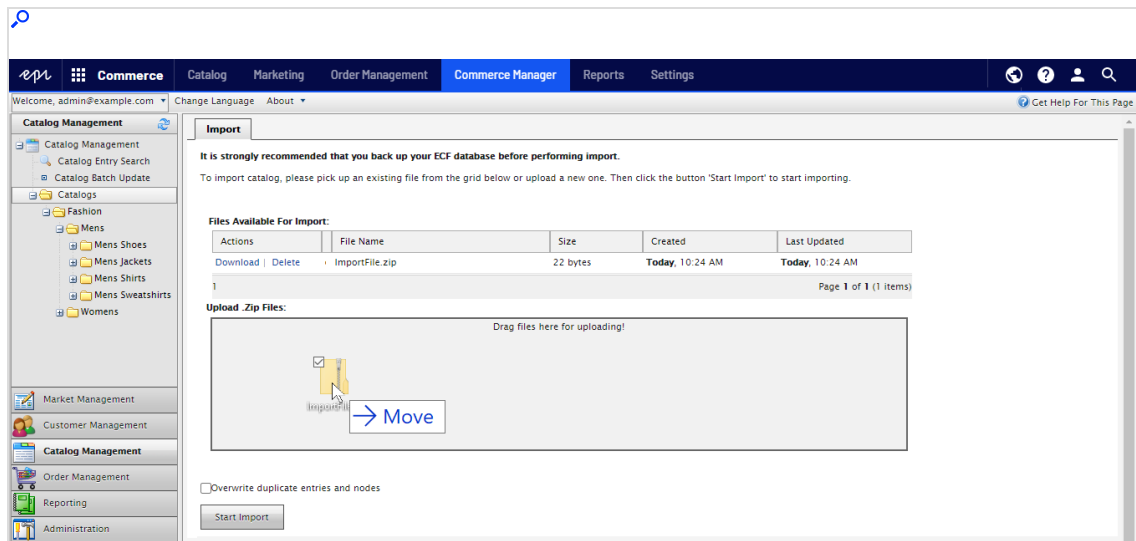 epi Commerce Catalog Marketing Order Management Commerce Manager Reports Settings
Welcome, admin@example.com Change Language About Get Help For This Page
Catalog Management
Catalog Management
Catalog Entry Search
Catalog Batch Update
Catalogs
Fashion
Mens
Mens Shoes
Mens Jackets
Mens Shirts
Mens Sweatshirts
Womens
Market Management
Customer Management
Catalog Management
Order Management
Reporting
Administration
Import
It is strongly recommended that you back up your ECF database before performing import.
To import catalog, please pick up an existing file from the grid below or upload a new one. Then click the button 'Start Import' to start importing.
Files Available For Import:
Actions File Name Size Created Last Updated
Download | Delete ImportFile.zip 22 bytes Today, 10:24 AM Today, 10:24 AM
1 Page 1 of 1 (1 items)
Upload .Zip Files:
Drag files here for uploading!
→ Move
Overwrite duplicate entries and nodes
Start Import